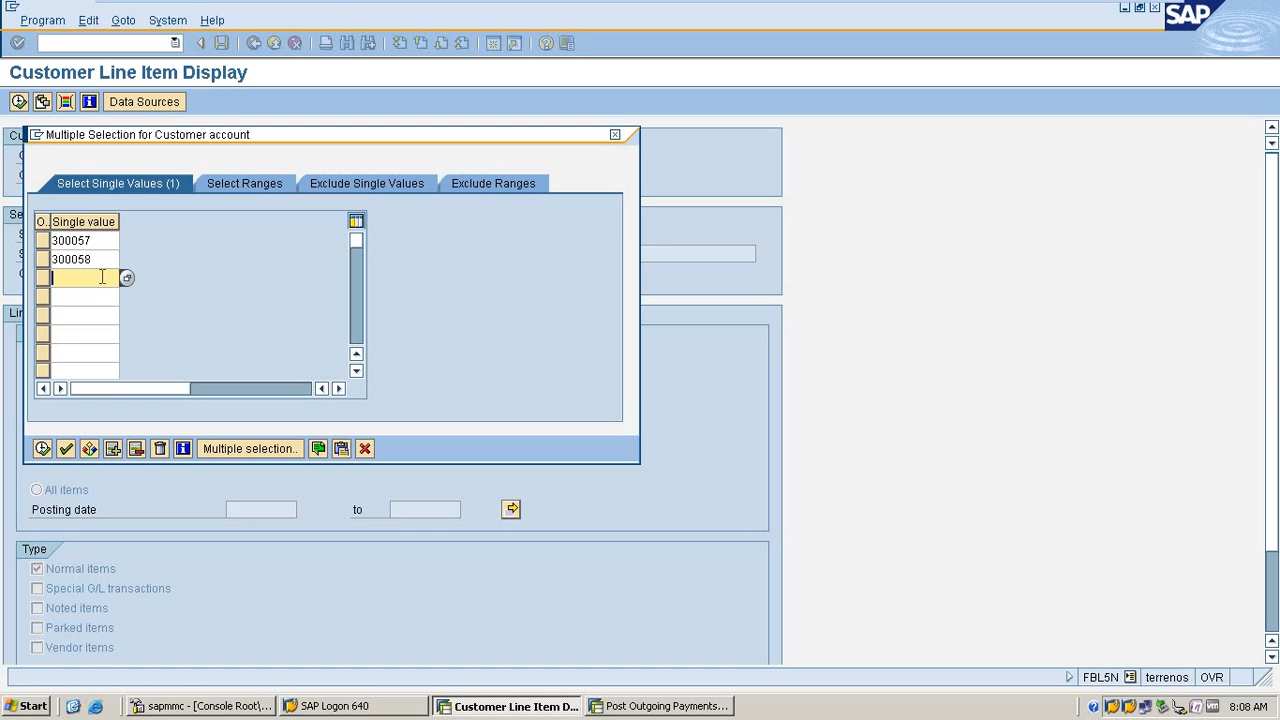 Program Edit Goto System Help
SAP
Customer Line Item Display
Data Sources
Cu
Multiple Selection for Customer account
Select Single Values (1) Select Ranges Exclude Single Values Exclude Ranges
Se
O.. Single value
300057
300058
Lin
Multiple selection..
All items
Posting date to
Type
Normal items
Special G/L transactions
Noted items
Parked items
Vendor items
FBL5N terrenos OVR
Start sapmmc - [Console Root\... SAP Logon 640 Customer Line Item D... Post Outgoing Payments... 8:08 AM